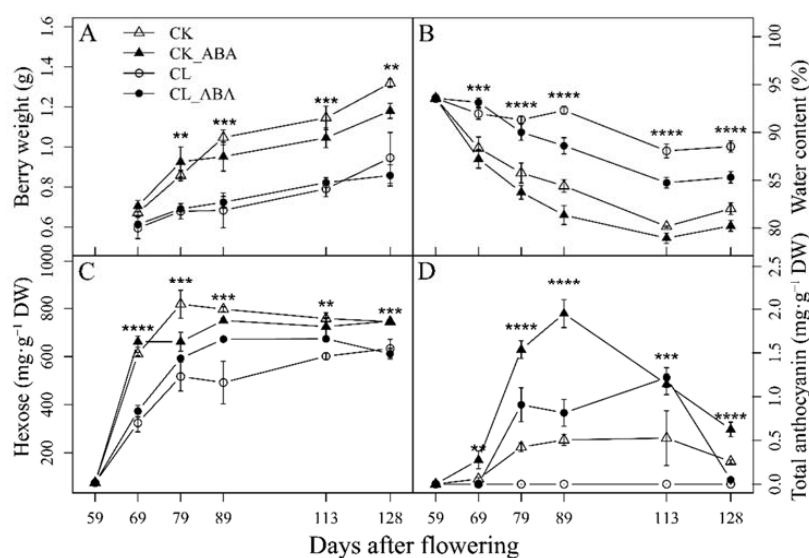 A
CK
CK_ABA
CL
CL_ABA
**
***
***
**
Berry weight (g)
1.6
1.4
1.2
1.0
0.8
0.6
B
***
****
****
****
****
100
95
90
85
80
Water content (%)
C
****
***
***
**
***
Hexose (mg·g⁻¹ DW)
1000
800
600
400
200
D
**
****
****
***
****
2.5
2.0
1.5
1.0
0.5
0.0
Total anthocyanin (mg·g⁻¹ DW)
59 69 79 89 113 128
59 69 79 89 113 128
Days after flowering